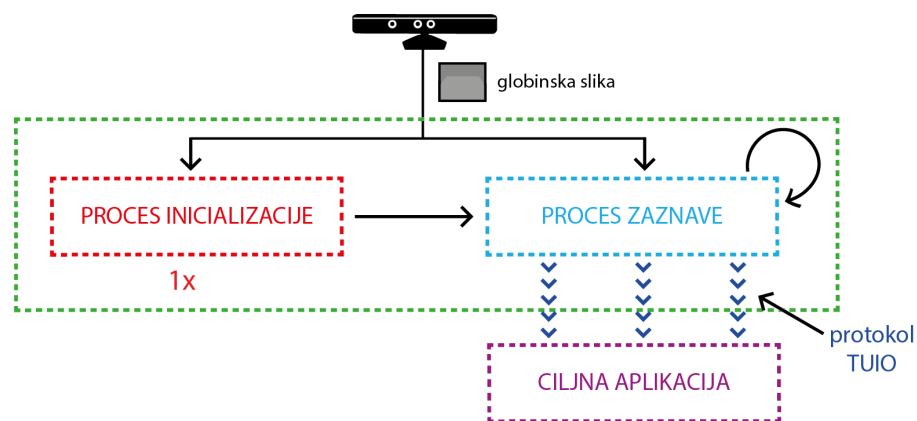 globinska slika
PROCES INICIALIZACIJE
PROCES ZAZNAVE
1x
protokol
TUIO
CILJNA APLIKACIJA